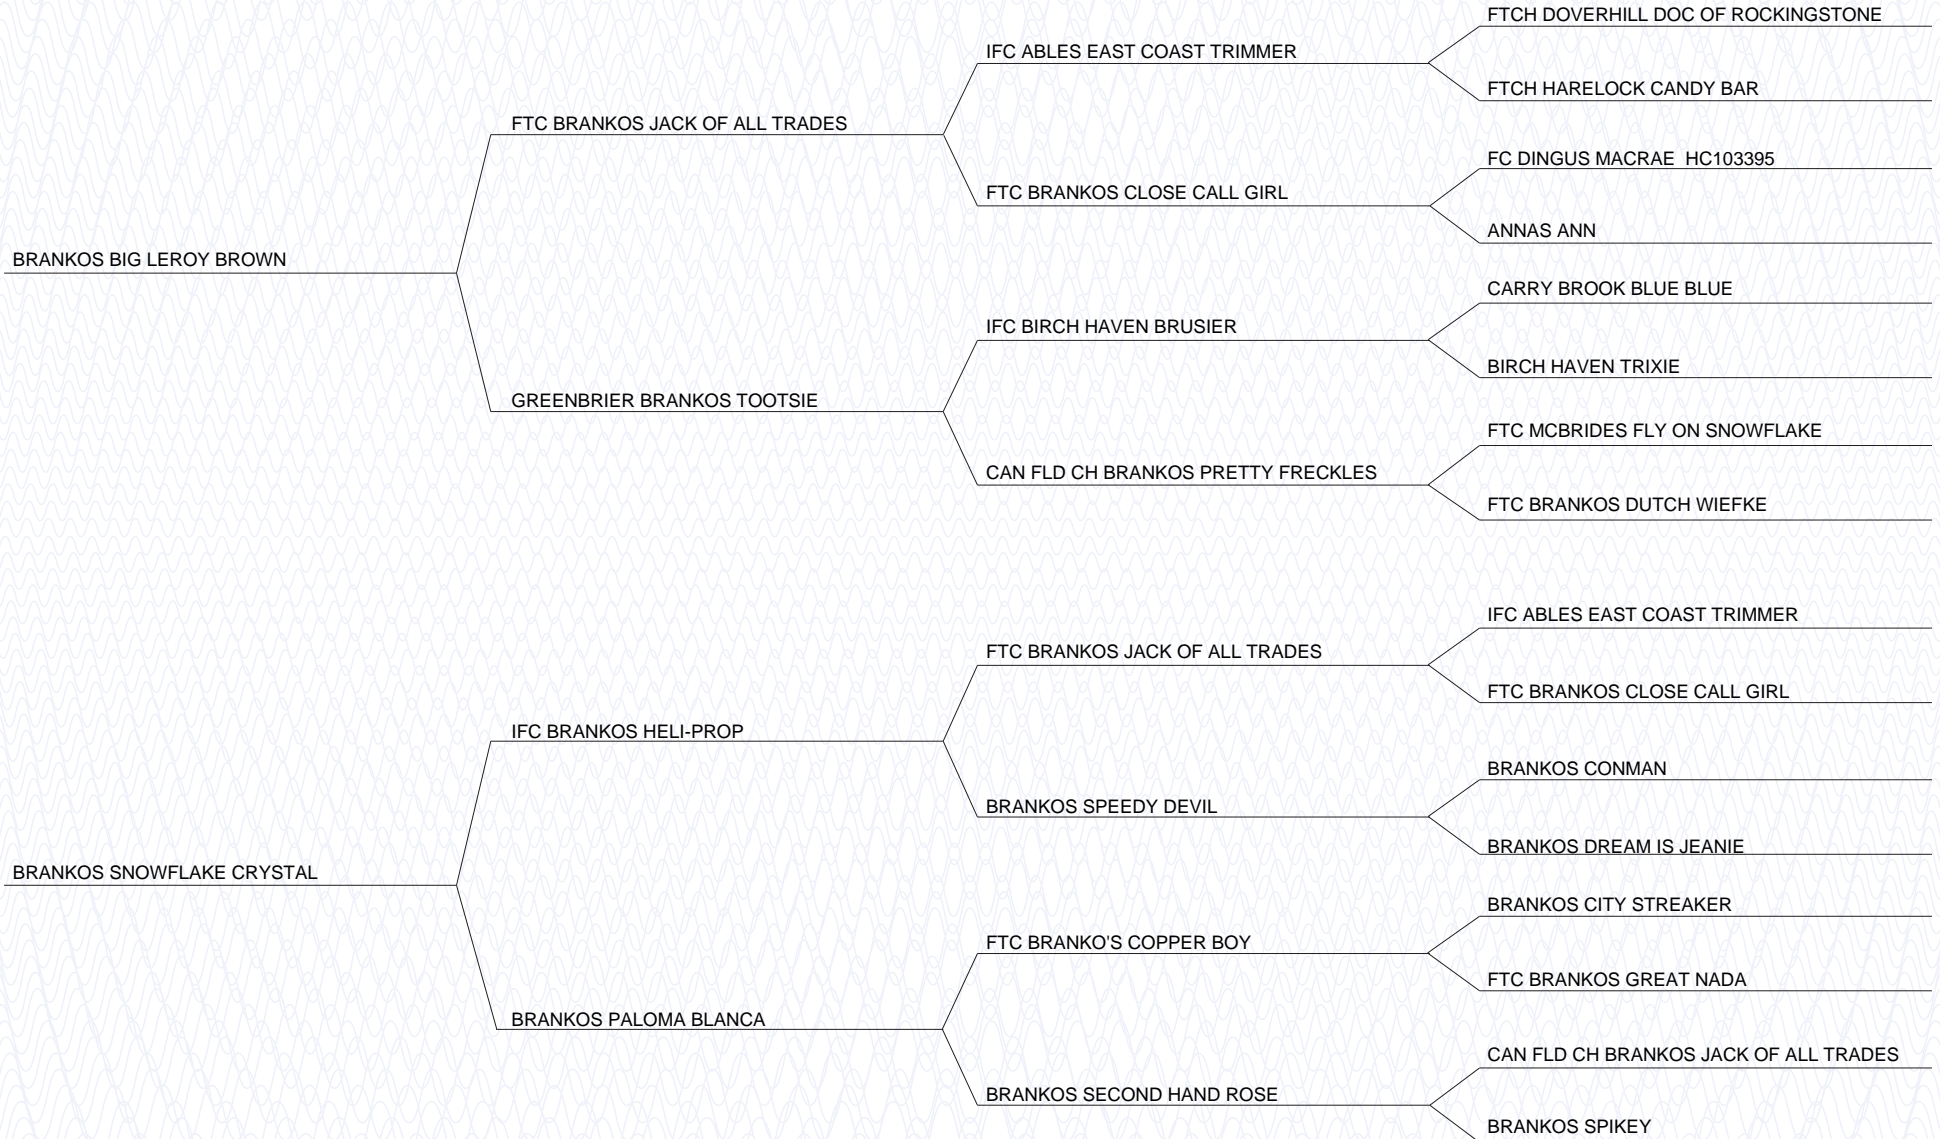 FTCH DOVERHILL DOC OF ROCKINGSTONE
IFC ABLES EAST COAST TRIMMER
FTCH HARELOCK CANDY BAR
FTC BRANKOS JACK OF ALL TRADES
FC DINGUS MACRAE  HC103395
FTC BRANKOS CLOSE CALL GIRL
ANNAS ANN
BRANKOS BIG LEROY BROWN
CARRY BROOK BLUE BLUE
IFC BIRCH HAVEN BRUSIER
BIRCH HAVEN TRIXIE
GREENBRIER BRANKOS TOOTSIE
FTC MCBRIDES FLY ON SNOWFLAKE
CAN FLD CH BRANKOS PRETTY FRECKLES
FTC BRANKOS DUTCH WIEFKE
IFC ABLES EAST COAST TRIMMER
FTC BRANKOS JACK OF ALL TRADES
FTC BRANKOS CLOSE CALL GIRL
IFC BRANKOS HELI-PROP
BRANKOS CONMAN
BRANKOS SPEEDY DEVIL
BRANKOS DREAM IS JEANIE
BRANKOS SNOWFLAKE CRYSTAL
BRANKOS CITY STREAKER
FTC BRANKO'S COPPER BOY
FTC BRANKOS GREAT NADA
BRANKOS PALOMA BLANCA
CAN FLD CH BRANKOS JACK OF ALL TRADES
BRANKOS SECOND HAND ROSE
BRANKOS SPIKEY